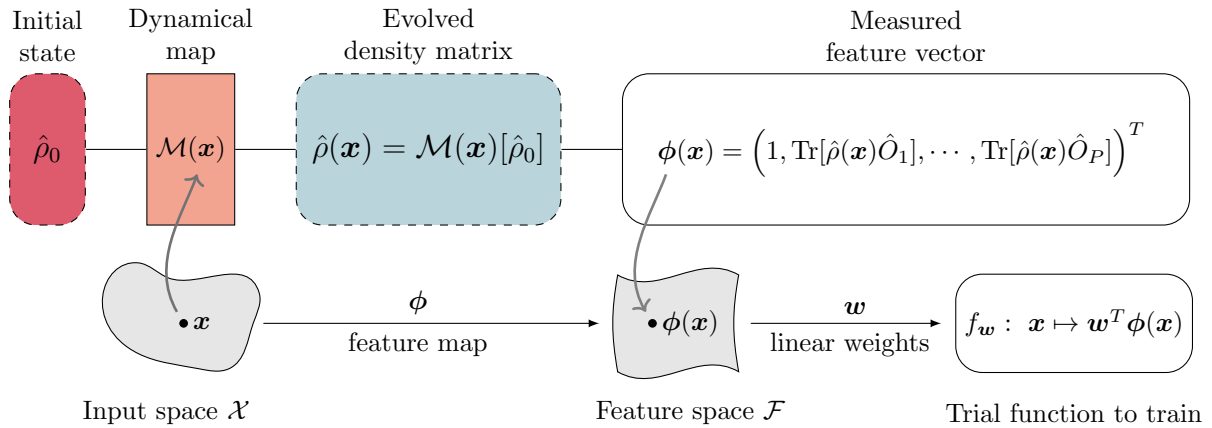 Initial
state
Dynamical
map
Evolved
density matrix
Measured
feature vector
ρ̂₀
ℳ(𝒙)
ρ̂(𝒙) = ℳ(𝒙)[ρ̂₀]
𝝓(𝒙) = (1, Tr[ρ̂(𝒙)Ô₁], ⋯ , Tr[ρ̂(𝒙)Ô_P])^T
𝒙
𝝓
feature map
𝝓(𝒙)
𝒘
linear weights
f_𝒘 : 𝒙 ↦ 𝒘^T 𝝓(𝒙)
Input space 𝒳
Feature space ℱ
Trial function to train